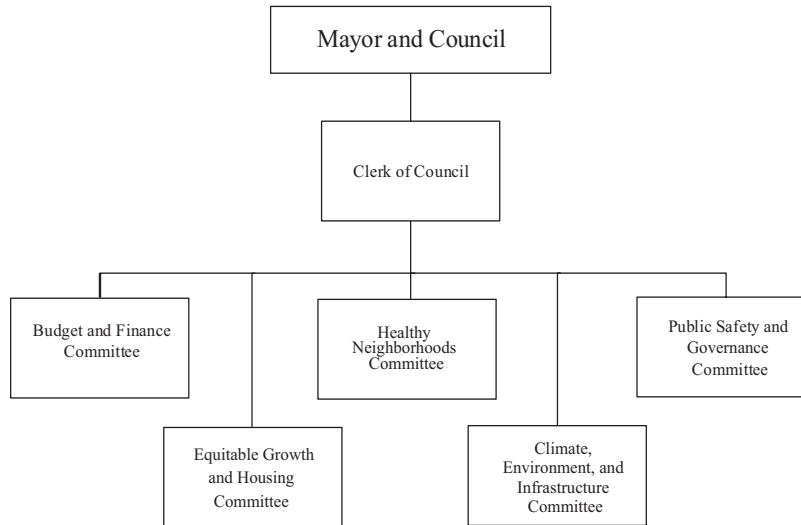 Mayor and Council
Clerk of Council
Budget and Finance
Committee
Healthy
Neighborhoods
Committee
Public Safety and
Governance
Committee
Equitable Growth
and Housing
Committee
Climate,
Environment, and
Infrastructure
Committee